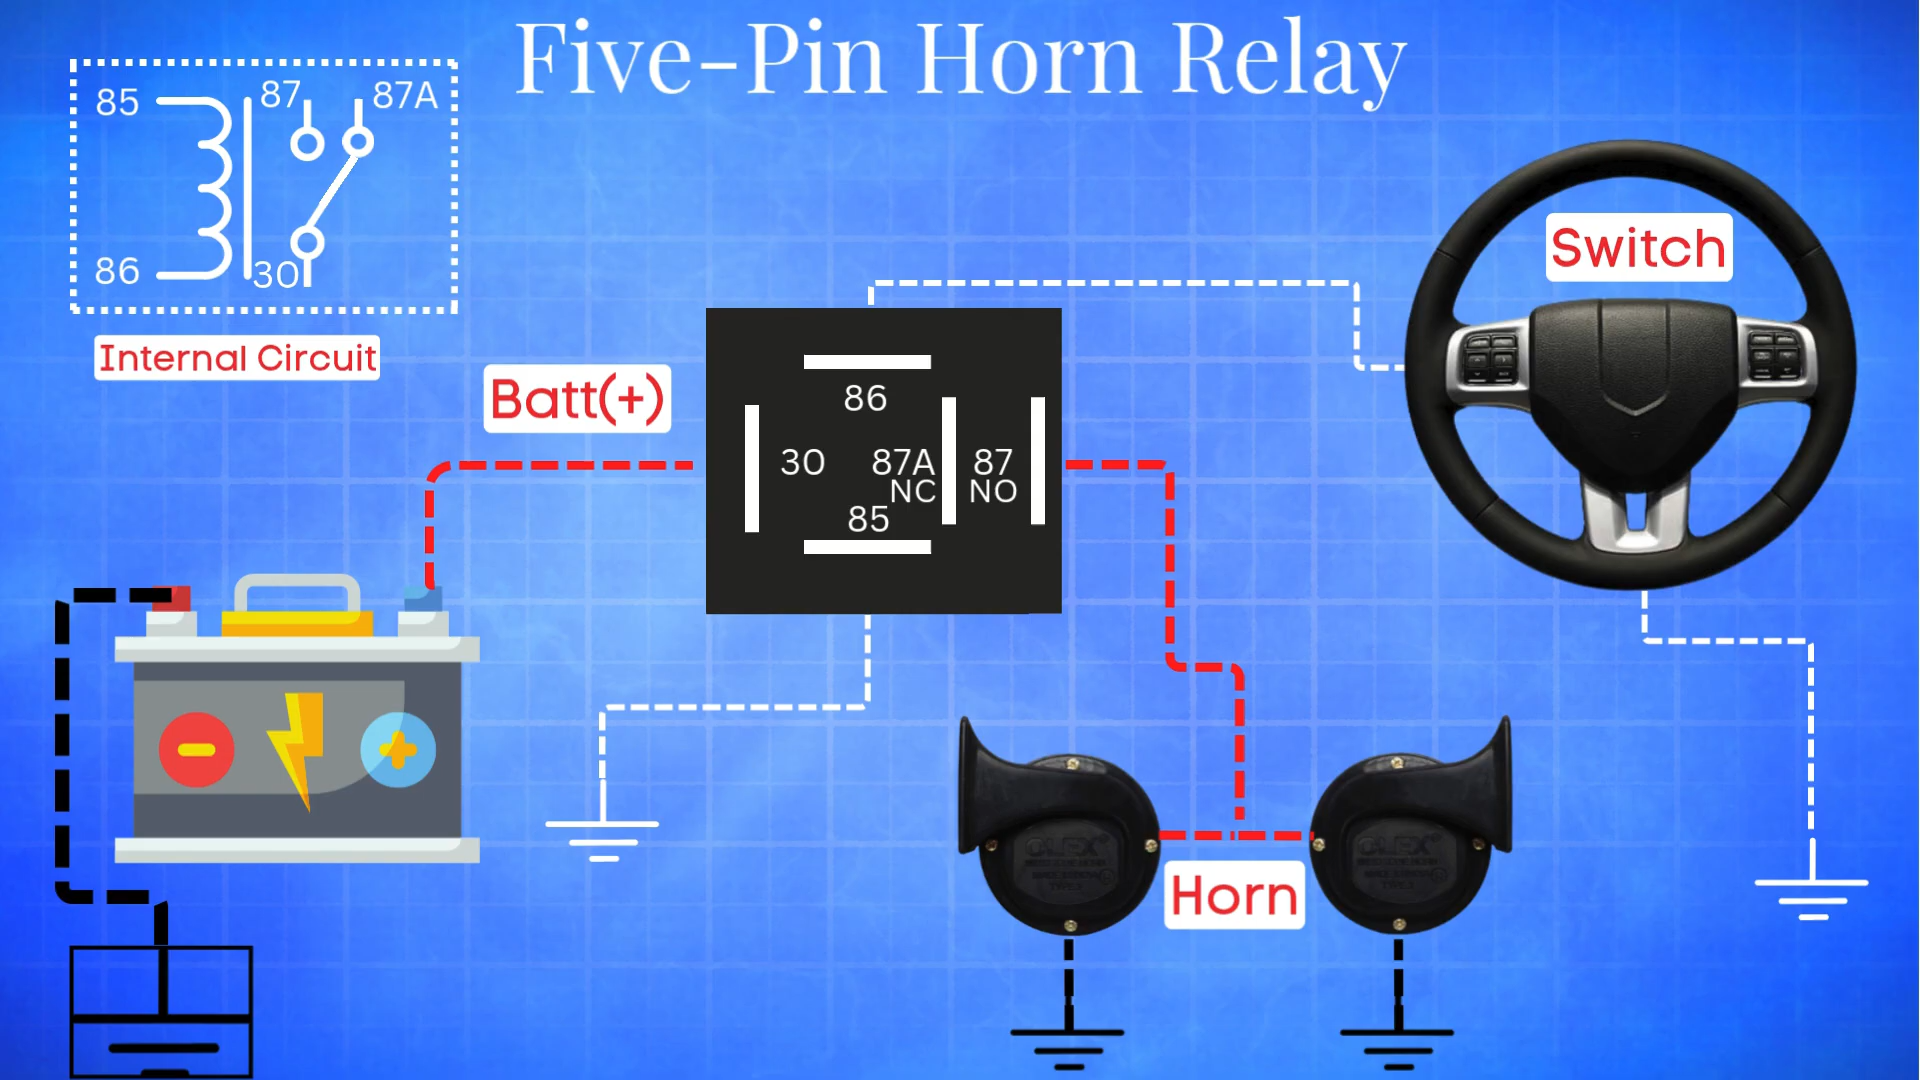 Five-Pin Horn Relay
85
87
87A
86
30
Internal Circuit
Switch
Batt(+)
86
30
87A
NC
87
NO
85
Horn